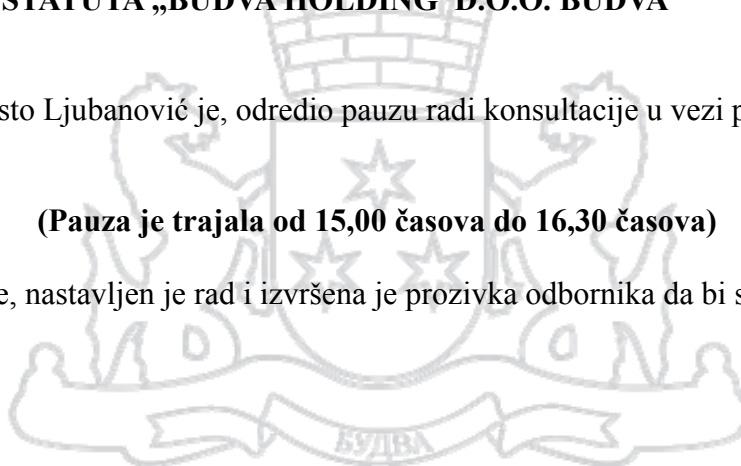 STATUTA „BUDVA HOLDING" D.O.O. BUDVA
sto Ljubanović je, odredio pauzu radi konsultacije u vezi p
(Pauza je trajala od 15,00 časova do 16,30 časova)
e, nastavljen je rad i izvršena je prozivka odbornika da bi s
БУДВА